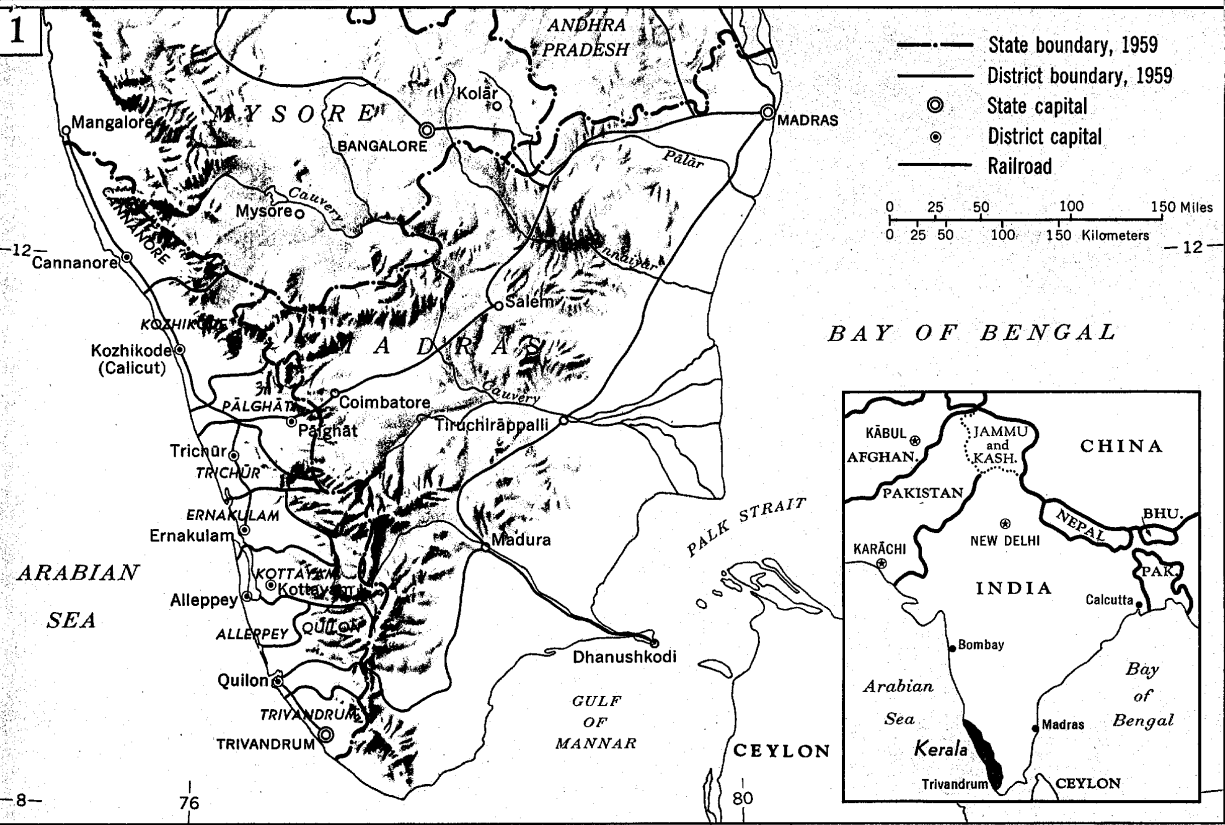 1
ANDHRA
PRADESH
MYSORE
Kolār
Mangalore
BANGALORE
MADRAS
Pālār
Cauvery
Mysore
CANNANORE
12
Cannanore
Salem
KOZHIKODE
Kozhikode
(Calicut)
MADRAS
Cauvery
PĀLGHĀT
Coimbatore
Pālghāt
Tiruchirāppalli
Trichūr
TRICHŪR
ERNAKULAM
Ernakulam
Madura
PALK STRAIT
ARABIAN
SEA
KOTTAYAM
Kottayam
Alleppey
ALLEPPEY
QUILON
Dhanushkodi
Quilon
GULF
OF
MANNAR
TRIVANDRUM
TRIVANDRUM
CEYLON
8
76
80
State boundary, 1959
District boundary, 1959
State capital
District capital
Railroad
0 25 50 100 150 Miles
0 25 50 100 150 Kilometers
12
BAY OF BENGAL
KĀBUL
AFGHAN.
JAMMU
and
KASH.
CHINA
PAKISTAN
NEPAL
BHU.
KARĀCHI
NEW DELHI
PAK.
INDIA
Calcutta
Bombay
Arabian
Sea
Bay
of
Bengal
Madras
Kerala
Trivandrum
CEYLON